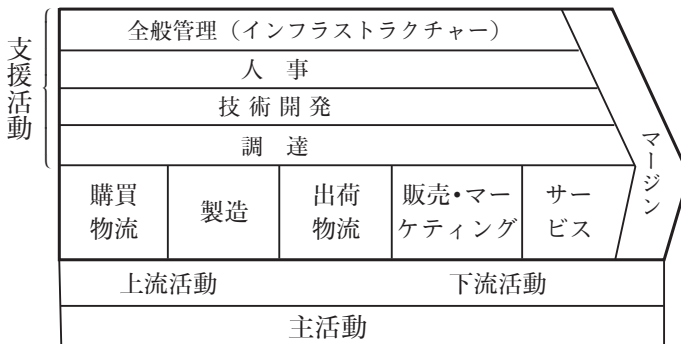 支援活動
全般管理（インフラストラクチャー）
人 事
技 術 開 発
調 達
マージン
購買
物流
製造
出荷
物流
販売•マー
ケティング
サー
ビス
上流活動
下流活動
主活動